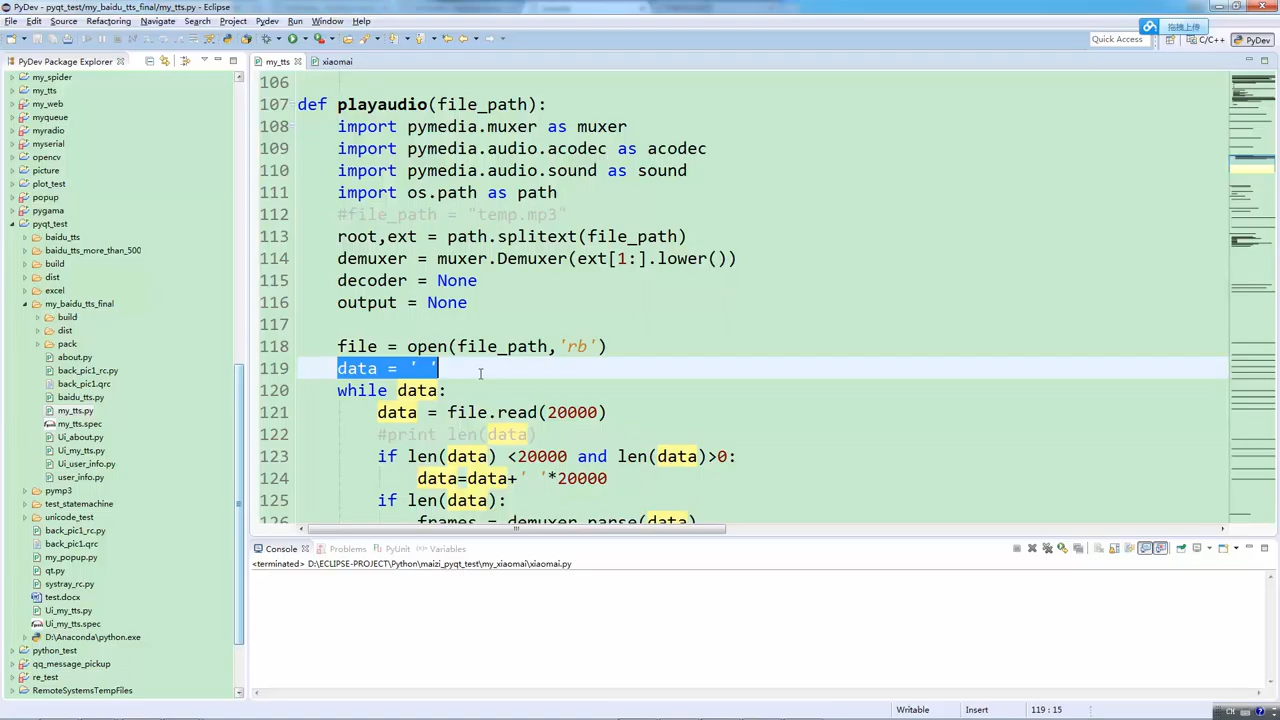 PyDev - pyqt_test/my_baidu_tts_final/my_tts.py - Eclipse
File Edit Source Refactoring Navigate Search Project Pydev Run Window Help
拖拽上传
Quick Access
C/C++
PyDev
PyDev Package Explorer
my_spider
my_tts
my_web
myqueue
myradio
myserial
opencv
picture
plot_test
popup
pygama
pyqt_test
baidu_tts
baidu_tts_more_than_500
build
dist
excel
my_baidu_tts_final
build
dist
pack
about.py
back_pic1_rc.py
back_pic1.qrc
baidu_tts.py
my_tts.py
my_tts.spec
Ui_about.py
Ui_my_tts.py
Ui_user_info.py
user_info.py
pymp3
test_statemachine
unicode_test
back_pic1_rc.py
back_pic1.qrc
my_popup.py
qt.py
systray_rc.py
test.docx
Ui_my_tts.py
Ui_my_tts.spec
D:\Anaconda\python.exe
python_test
qq_message_pickup
re_test
RemoteSystemsTempFiles
my_tts
xiaomai
106
107 def playaudio(file_path):
108 import pymedia.muxer as muxer
109 import pymedia.audio.acodec as acodec
110 import pymedia.audio.sound as sound
111 import os.path as path
112 #file_path = "temp.mp3"
113 root,ext = path.splitext(file_path)
114 demuxer = muxer.Demuxer(ext[1:].lower())
115 decoder = None
116 output = None
117
118 file = open(file_path,'rb')
119 data = ' '
120 while data:
121 data = file.read(20000)
122 #print len(data)
123 if len(data) <20000 and len(data)>0:
124 data=data+' '*20000
125 if len(data):
126 frames = demuxer.parse(data)
Console Problems PyUnit Variables
<terminated> D:\ECLIPSE-PROJECT\Python\maizi_pyqt_test\my_xiaomai\xiaomai.py
Writable Insert 119 : 15
CH